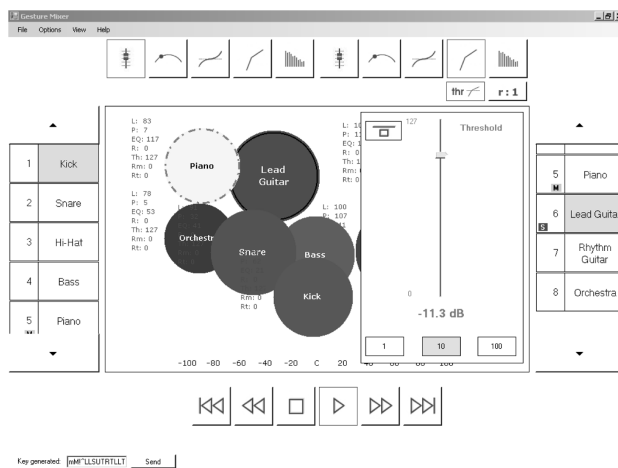 Gesture Mixer
File Options View Help
thr
r : 1
L: 83
P: 7
EQ: 117
R: 0
Th: 127
Rm: 0
Rt: 0
Piano
Lead
Guitar
127
Threshold
1
Kick
2
Snare
3
Hi-Hat
4
Bass
5
Piano
L: 78
P: 5
EQ: 53
R: 0
Th: 127
Rm: 0
Rt: 0
Orchestr
Snare
Bass
Kick
L: 100
P: 107
Rm: 0
Rt: 0
0
-11.3 dB
1
10
100
5
M
Piano
6
S
Lead Guita
7
Rhythm
Guitar
8
Orchestra
-100 -80 -60 -40 -20 C 20
Key generated:
Send